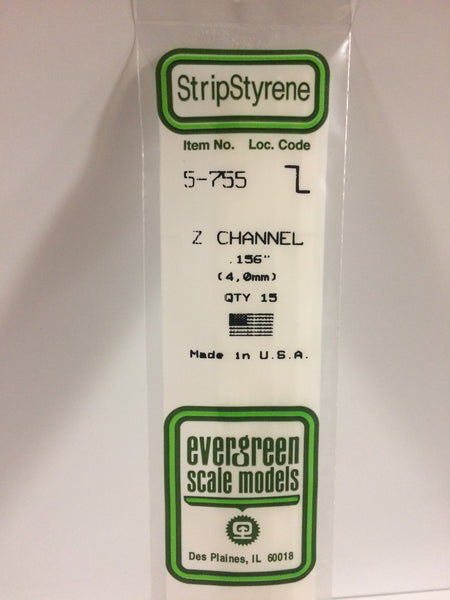 StripStyrene
Item No. Loc. Code
5-755
Z CHANNEL
.156"
(4,0mm)
QTY 15
Made in U.S.A.
evergreen
scale models
Des Plaines, IL 60018